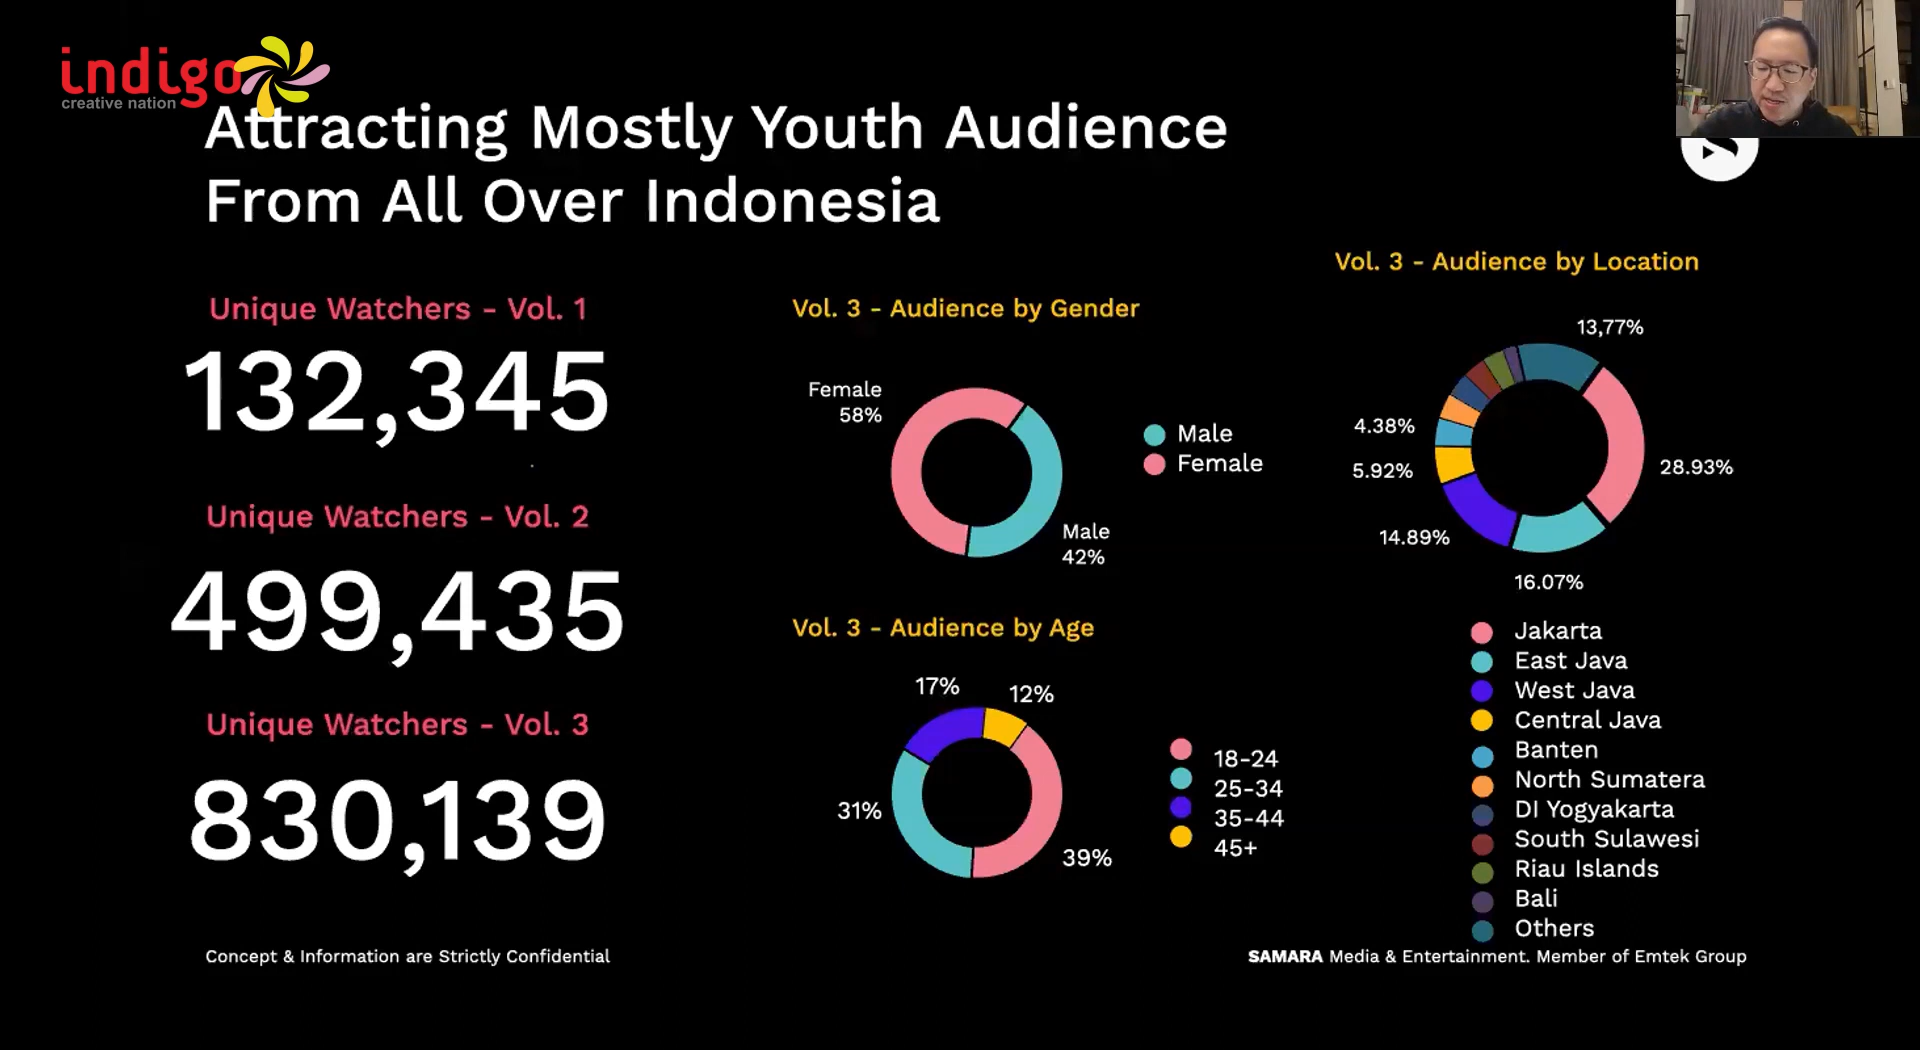 indigo
creative nation
Attracting Mostly Youth Audience
From All Over Indonesia
Unique Watchers - Vol. 1
132,345
Unique Watchers - Vol. 2
499,435
Unique Watchers - Vol. 3
830,139
Vol. 3 - Audience by Gender
Female
58%
Male
42%
Male
Female
Vol. 3 - Audience by Age
17%
12%
31%
39%
18-24
25-34
35-44
45+
Vol. 3 - Audience by Location
13,77%
4.38%
5.92%
28.93%
14.89%
16.07%
Jakarta
East Java
West Java
Central Java
Banten
North Sumatera
DI Yogyakarta
South Sulawesi
Riau Islands
Bali
Others
Concept & Information are Strictly Confidential
SAMARA Media & Entertainment. Member of Emtek Group